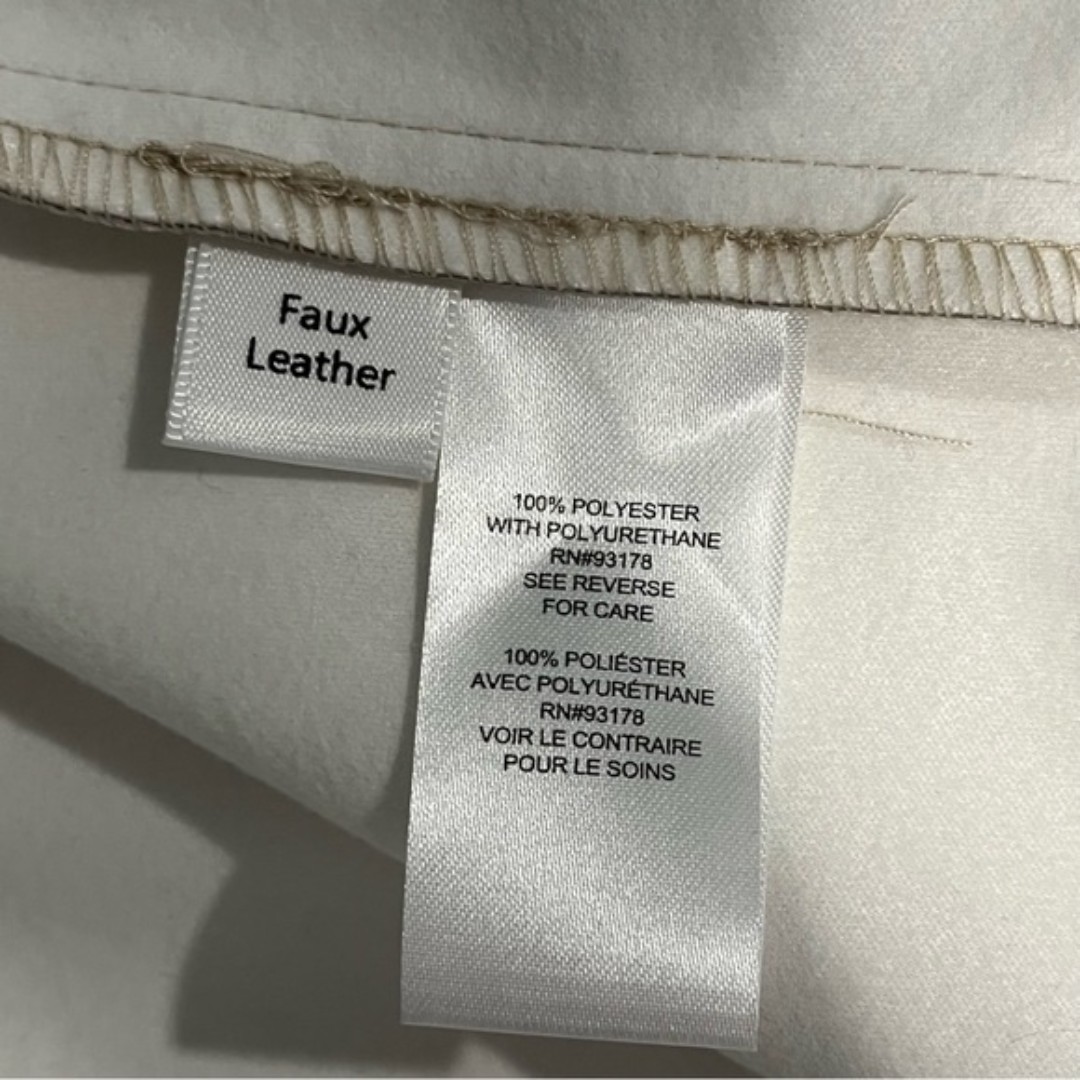 Faux
Leather
100% POLYESTER
WITH POLYURETHANE
RN#93178
SEE REVERSE
FOR CARE
100% POLIÉSTER
AVEC POLYURÉTHANE
RN#93178
VOIR LE CONTRAIRE
POUR LE SOINS